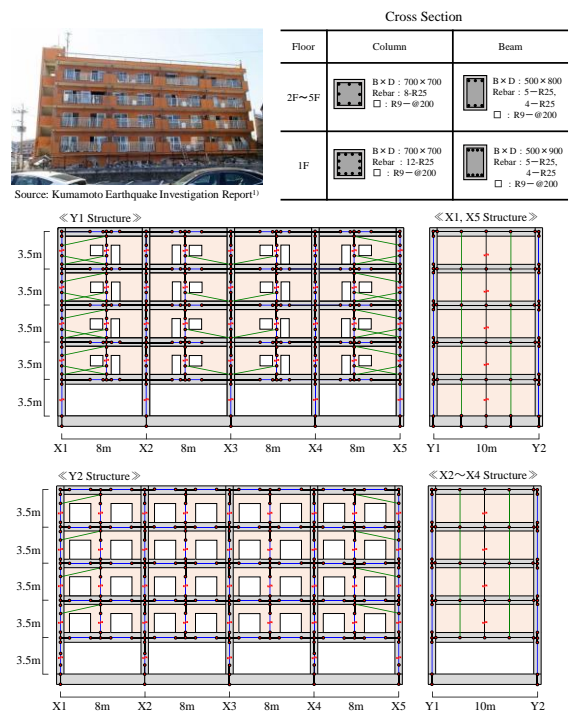 Cross Section
Floor
Column
Beam
2F～5F
B×D : 700×700
Rebar : 8-R25
□ : R9－@200
B×D : 500×800
Rebar : 5－R25,
4－R25
□ : R9－@200
1F
B×D : 700×700
Rebar : 12-R25
□ : R9－@200
B×D : 500×900
Rebar : 5－R25,
4－R25
□ : R9－@200
Source: Kumamoto Earthquake Investigation Report¹⁾
≪Y1 Structure≫
3.5m
3.5m
3.5m
3.5m
3.5m
X1 8m X2 8m X3 8m X4 8m X5
≪X1, X5 Structure≫
Y1 10m Y2
≪Y2 Structure≫
3.5m
3.5m
3.5m
3.5m
3.5m
X1 8m X2 8m X3 8m X4 8m X5
≪X2～X4 Structure≫
Y1 10m Y2